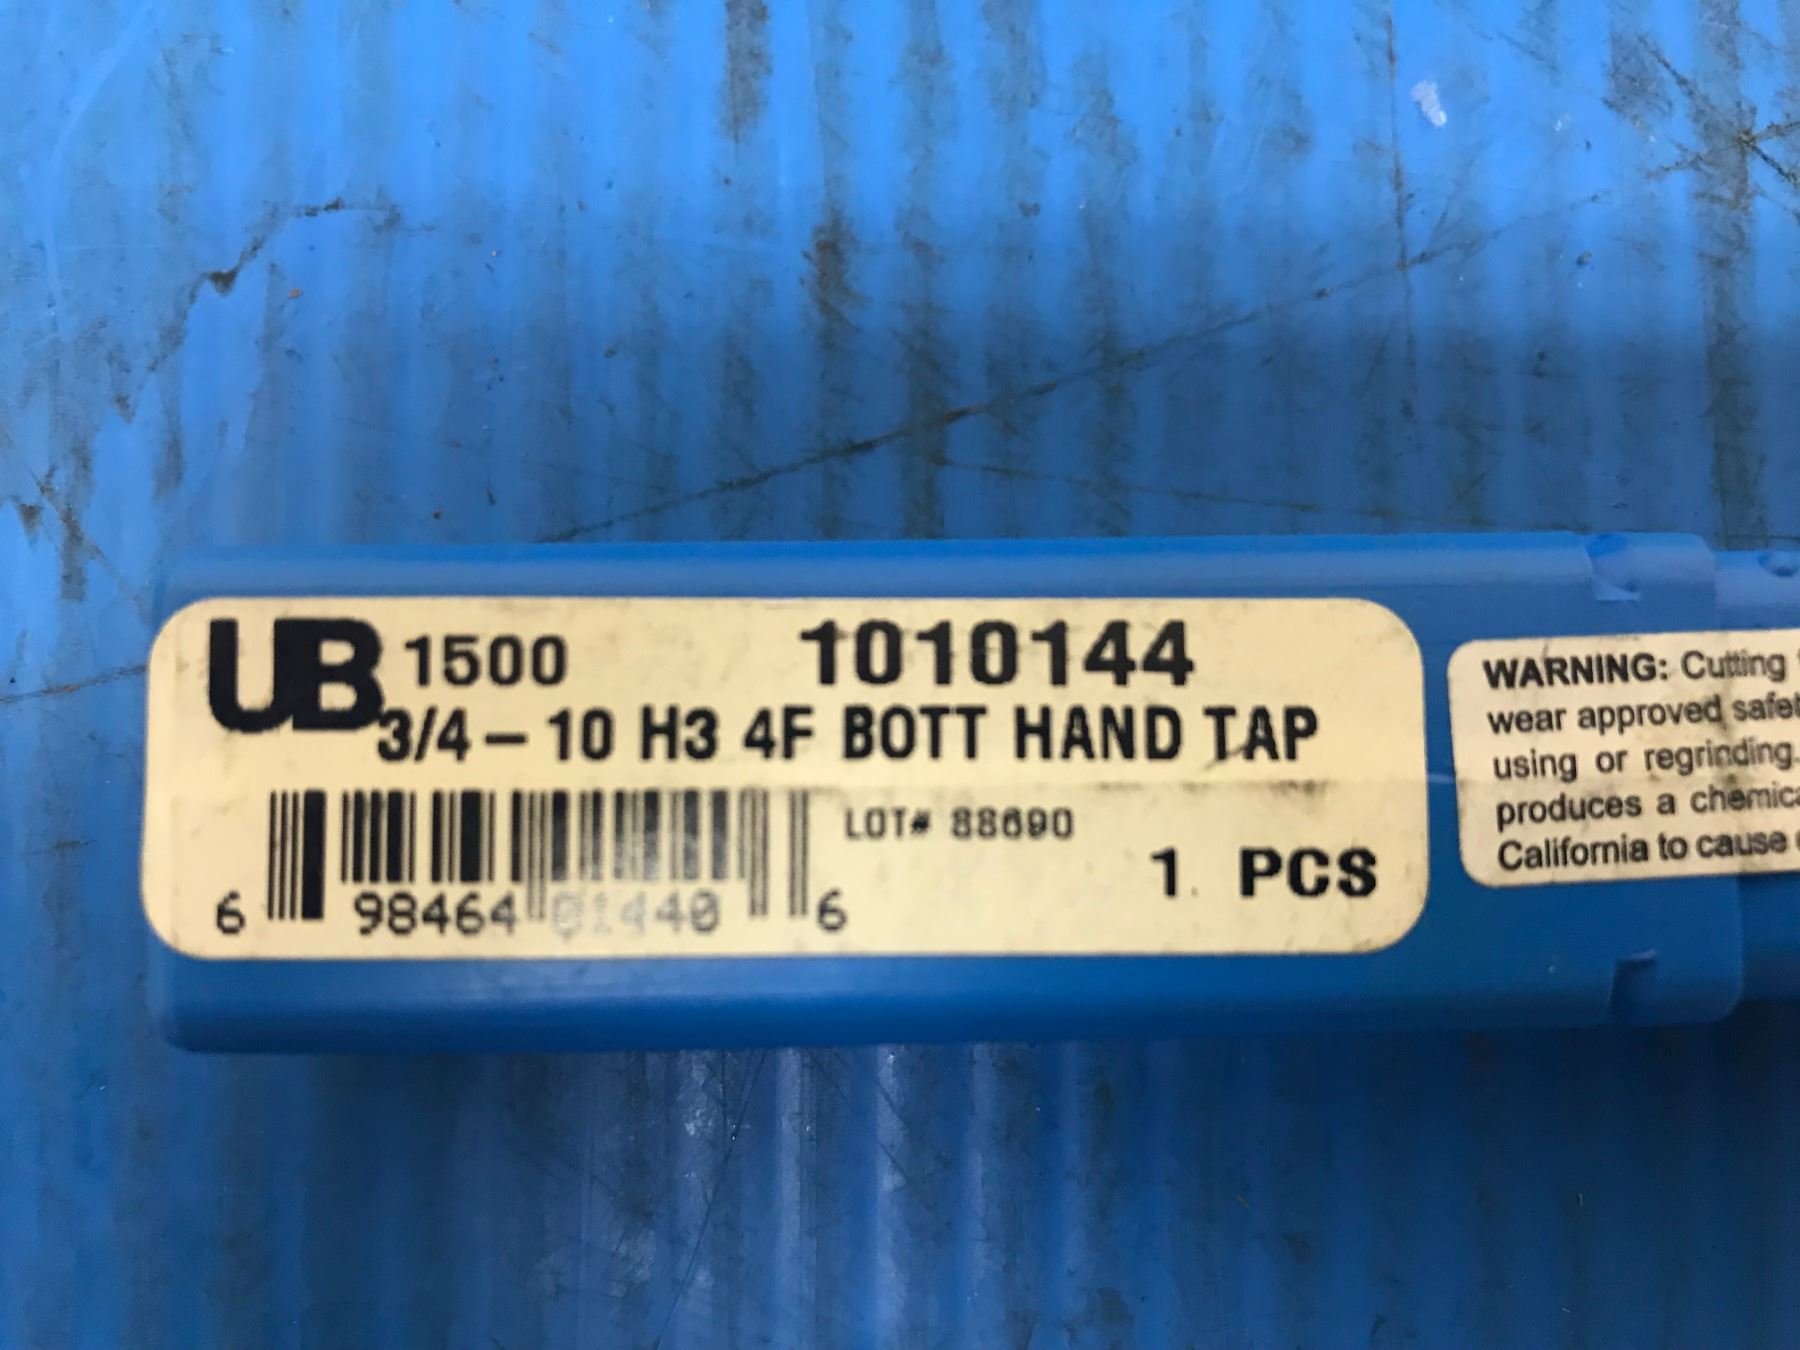 UB 1500 1010144
3/4-10 H3 4F BOTT HAND TAP
LOT# 88690
1 PCS
6 98464 01440 6
WARNING: Cutting
wear approved
using or regrinding.
produces a
California to cause